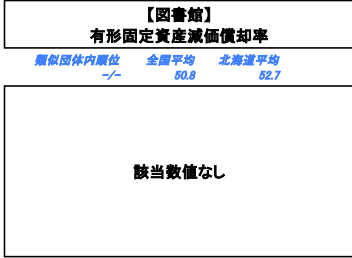 【図書館】
有形固定資産減価償却率
類似団体内順位 全国平均 北海道平均
-/- 50.8 52.7
該当数値なし